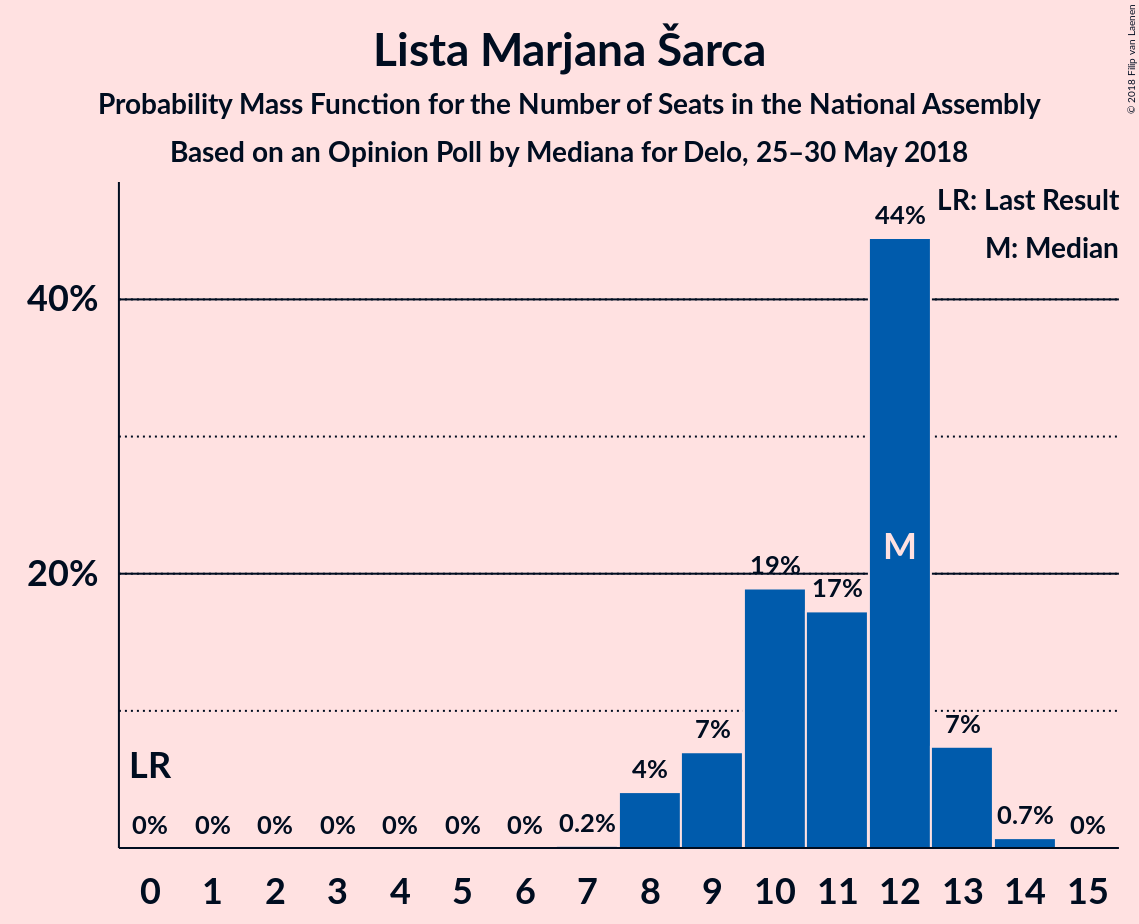 Lista Marjana Šarca
Probability Mass Function for the Number of Seats in the National Assembly
Based on an Opinion Poll by Mediana for Delo, 25–30 May 2018
© 2018 Filip van Laenen
LR: Last Result
M: Median
40%
20%
LR
M
0% 0% 0% 0% 0% 0% 0% 0.2% 4% 7% 19% 17% 44% 7% 0.7% 0%
0 1 2 3 4 5 6 7 8 9 10 11 12 13 14 15